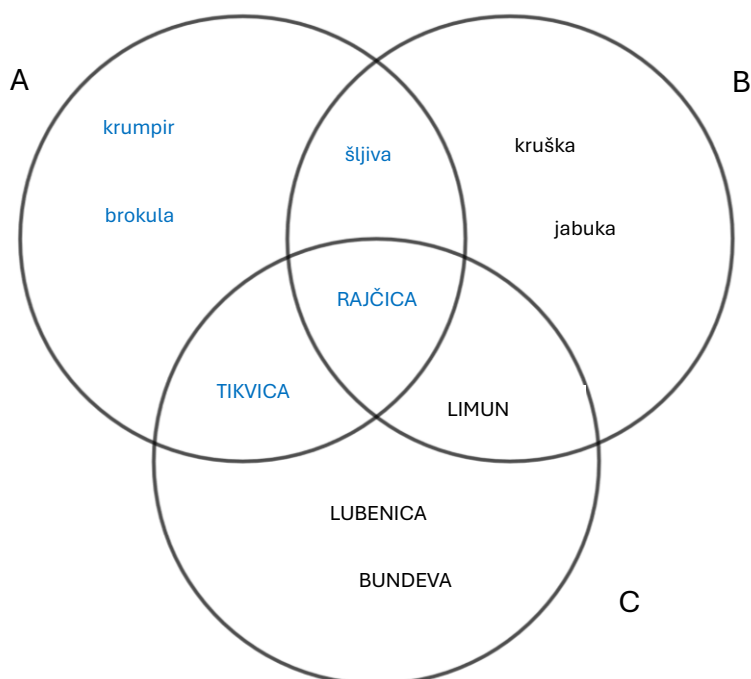 A
B
krumpir
šljiva
kruška
brokula
jabuka
RAJČICA
TIKVICA
LIMUN
LUBENICA
BUNDEVA
C